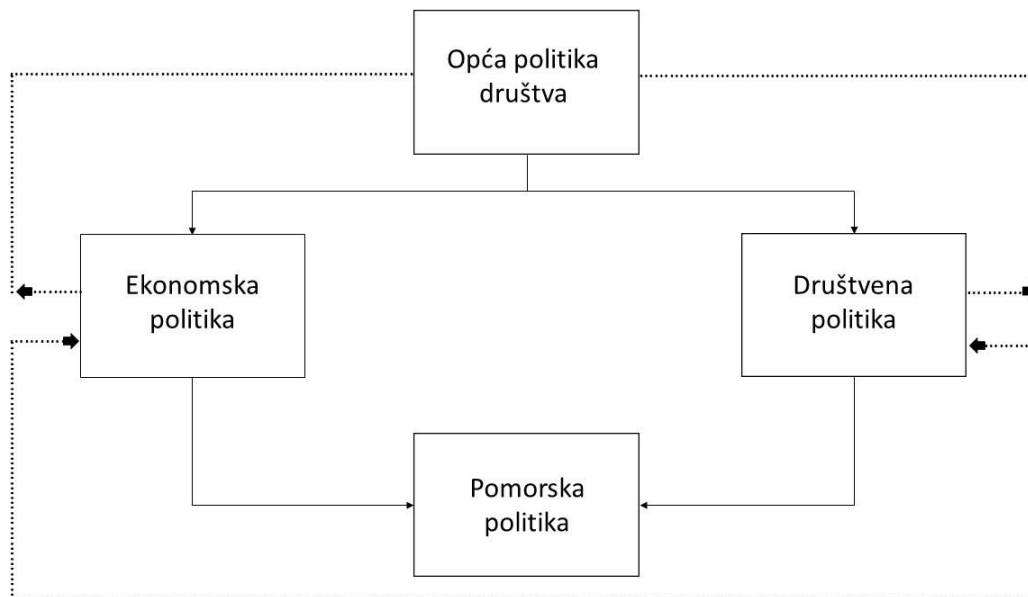 Opća politika
društva
Ekonomska
politika
Društvena
politika
Pomorska
politika